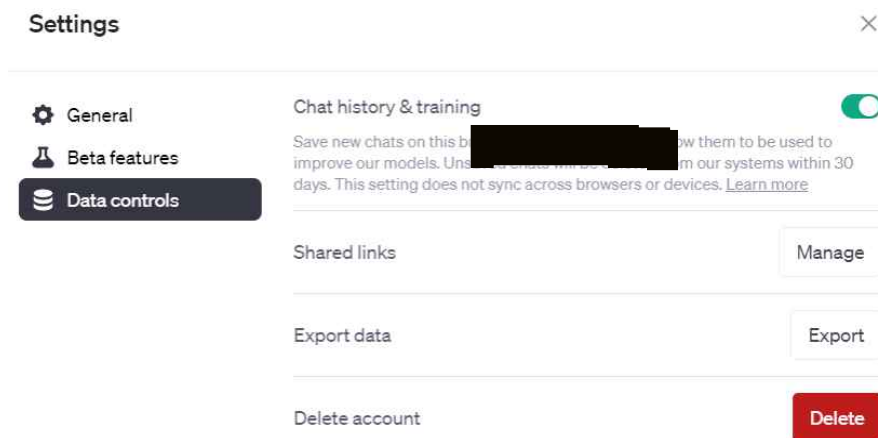 Settings
General
Beta features
Data controls
Chat history & training
Save new chats on this them to be used to
improve our models. our systems within 30
days. This setting does not sync across browsers or devices. Learn more
Shared links
Manage
Export data
Export
Delete account
Delete